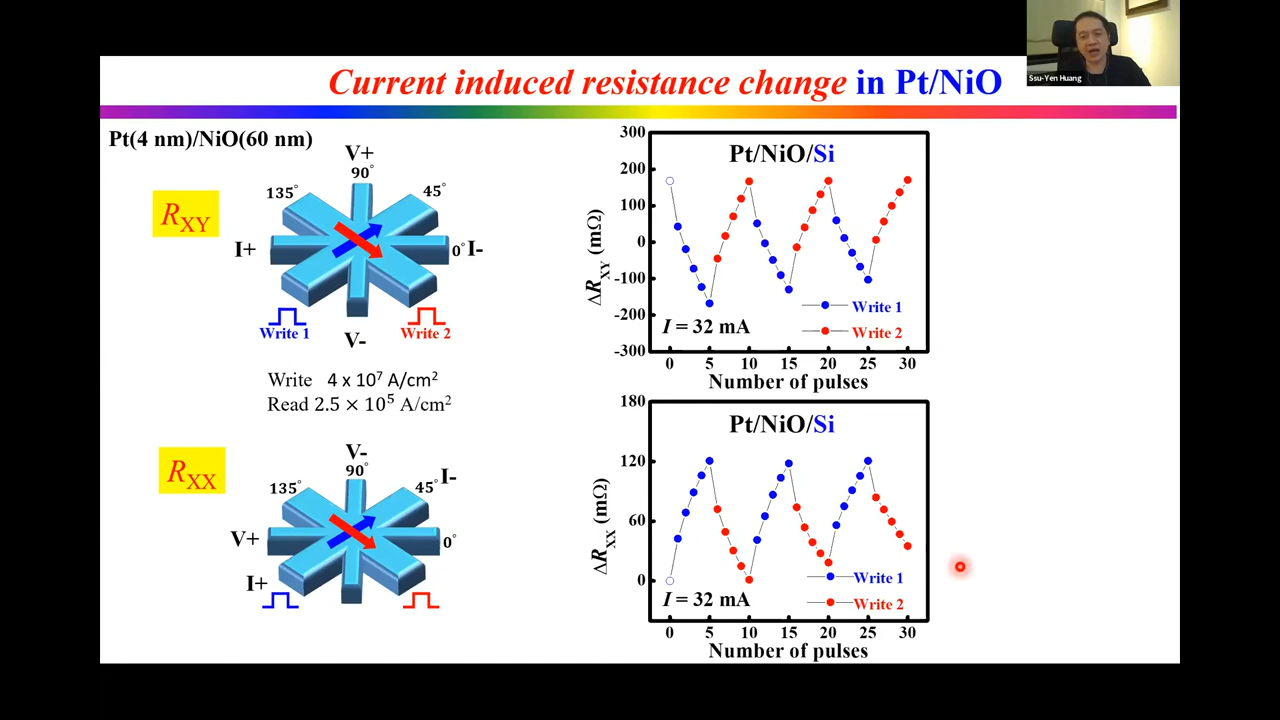 Ssu-Yen Huang
Current induced resistance change in Pt/NiO
Pt(4 nm)/NiO(60 nm)
RXY
V+
90°
135°
45°
I+
0°
I-
Write 1
Write 2
V-
Write 4 x 10⁷ A/cm²
Read 2.5 × 10⁵ A/cm²
RXX
V-
90°
135°
45°
I-
V+
0°
I+
300
200
100
0
-100
-200
-300
ΔRXY (mΩ)
Pt/NiO/Si
Write 1
Write 2
I = 32 mA
0 5 10 15 20 25 30
Number of pulses
180
120
60
0
ΔRXX (mΩ)
Pt/NiO/Si
Write 1
Write 2
I = 32 mA
0 5 10 15 20 25 30
Number of pulses